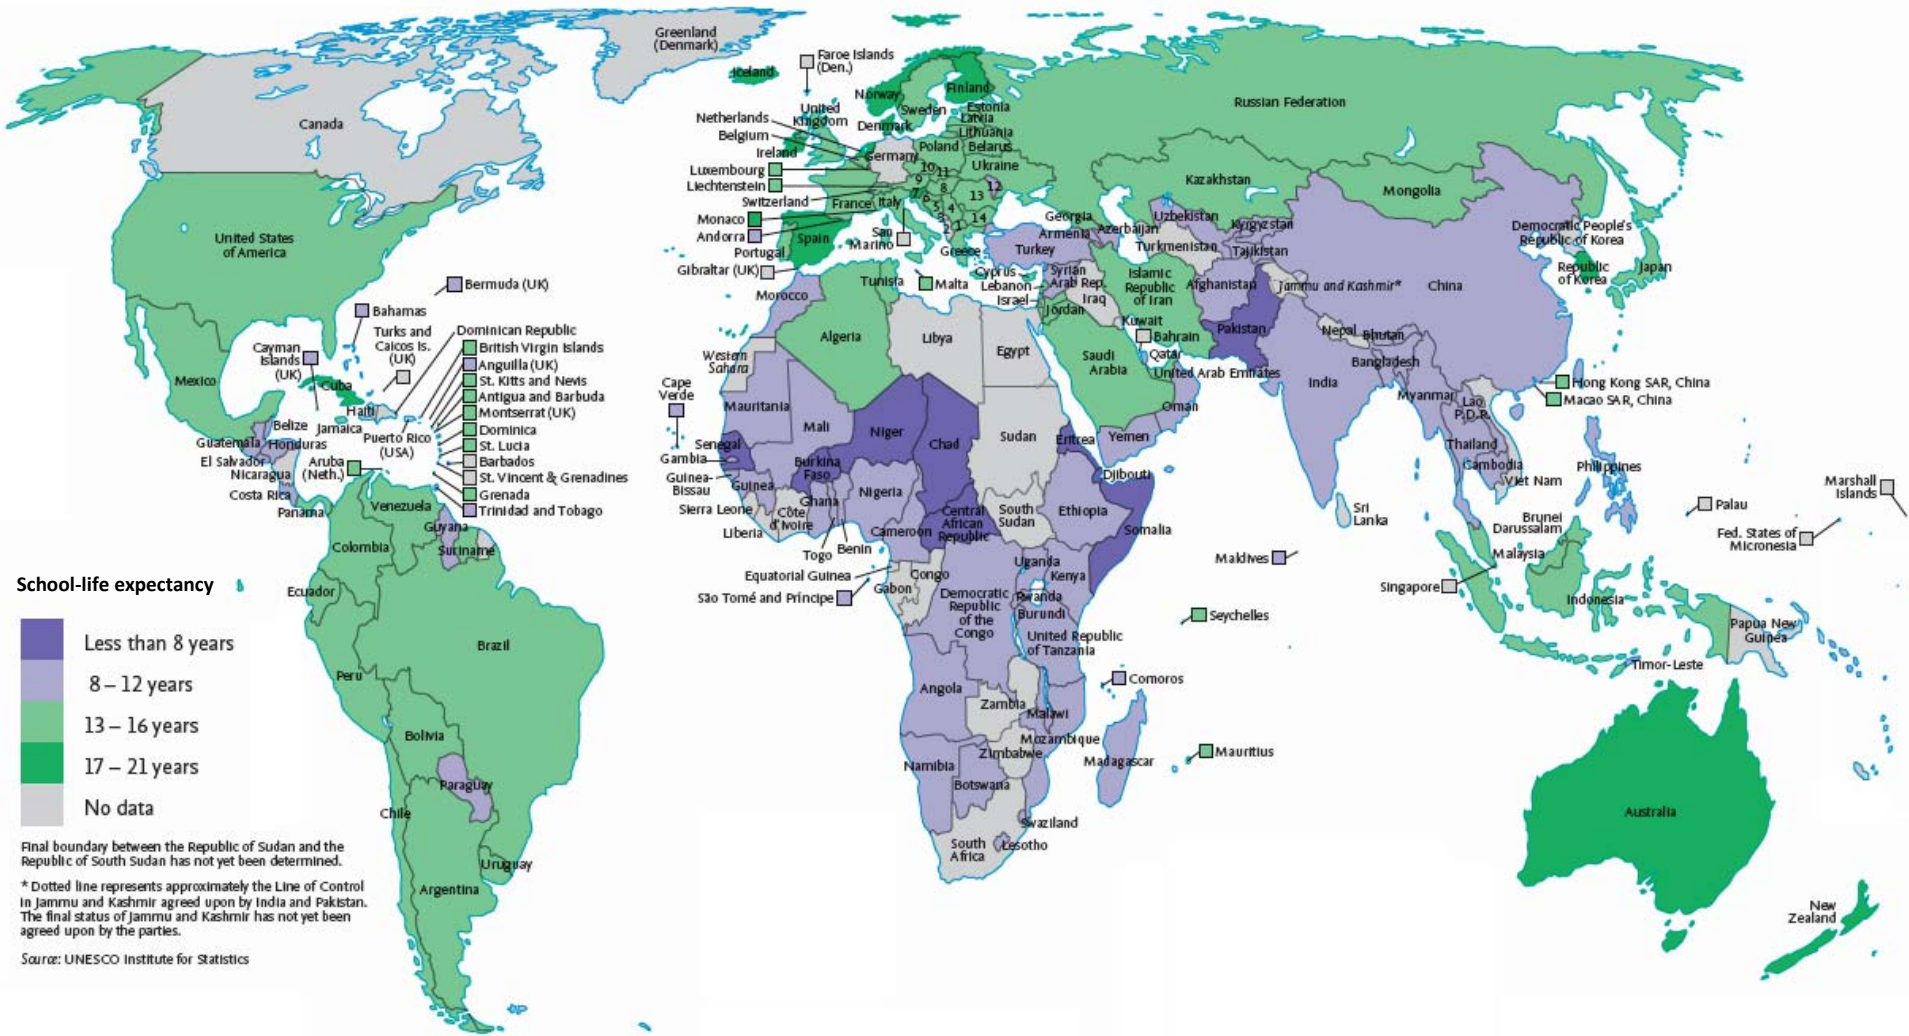 Greenland
(Denmark)
Faroe Islands
(Den.)
Iceland
Norway
Finland
Sweden
Estonia
Latvia
Lithuania
Netherlands
United
Kingdom
Denmark
Belgium
Ireland
Germany
Poland
Belarus
Ukraine
Luxembourg
Liechtenstein
Switzerland
France
Italy
Monaco
Andorra
Spain
Portugal
San
Marino
Greece
Gibraltar (UK)
10
11
9
8
7
6
5
4
3
2
1
12
13
14
Russian Federation
Canada
United States
of America
Kazakhstan
Mongolia
Georgia
Armenia
Azerbaijan
Turkey
Uzbekistan
Kyrgyzstan
Turkmenistan
Tajikistan
Democratic People's
Republic of Korea
Republic
of Korea
Japan
Tunisia
Malta
Cyprus
Lebanon
Israel
Syrian
Arab Rep.
Iraq
Jordan
Islamic
Republic
of Iran
Afghanistan
Jammu and Kashmir*
China
Kuwait
Bahrain
Qatar
United Arab Emirates
Saudi
Arabia
Oman
Yemen
Pakistan
Nepal
Bhutan
Bangladesh
India
Myanmar
Lao
P.D.R.
Thailand
Cambodia
Viet Nam
Philippines
Hong Kong SAR, China
Macao SAR, China
Sri
Lanka
Maldives
Brunei
Darussalam
Malaysia
Singapore
Indonesia
Timor-Leste
Papua New
Guinea
Palau
Fed. States of
Micronesia
Marshall
Islands
Australia
New
Zealand
Morocco
Algeria
Libya
Egypt
Western
Sahara
Cape
Verde
Mauritania
Mali
Niger
Chad
Sudan
Eritrea
Djibouti
Senegal
Gambia
Guinea-
Bissau
Guinea
Sierra Leone
Liberia
Burkina
Faso
Ghana
Côte
d'Ivoire
Togo
Benin
Nigeria
Cameroon
Central
African
Republic
South
Sudan
Ethiopia
Somalia
Equatorial Guinea
São Tomé and Príncipe
Gabon
Congo
Democratic
Republic
of the
Congo
Uganda
Kenya
Rwanda
Burundi
United Republic
of Tanzania
Seychelles
Comoros
Angola
Zambia
Malawi
Mozambique
Zimbabwe
Madagascar
Mauritius
Namibia
Botswana
Swaziland
Lesotho
South
Africa
Bermuda (UK)
Bahamas
Cayman
Islands
(UK)
Turks and
Caicos Is.
(UK)
Mexico
Cuba
Haiti
Jamaica
Belize
Guatemala
Honduras
El Salvador
Nicaragua
Costa Rica
Panama
Puerto Rico
(USA)
Aruba
(Neth.)
Dominican Republic
British Virgin Islands
Anguilla (UK)
St. Kitts and Nevis
Antigua and Barbuda
Montserrat (UK)
Dominica
St. Lucia
Barbados
St. Vincent & Grenadines
Grenada
Trinidad and Tobago
Venezuela
Guyana
Suriname
Colombia
Ecuador
Peru
Brazil
Bolivia
Paraguay
Chile
Uruguay
Argentina
School-life expectancy
Less than 8 years
8 – 12 years
13 – 16 years
17 – 21 years
No data
Final boundary between the Republic of Sudan and the
Republic of South Sudan has not yet been determined.
* Dotted line represents approximately the Line of Control
in Jammu and Kashmir agreed upon by India and Pakistan.
The final status of Jammu and Kashmir has not yet been
agreed upon by the parties.
Source: UNESCO Institute for Statistics